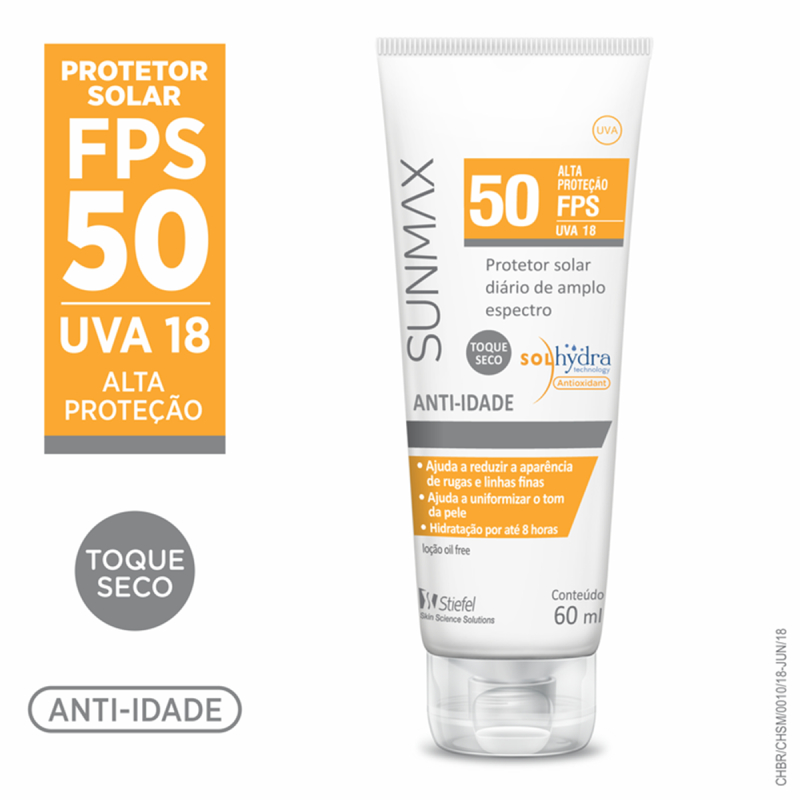 PROTETOR
SOLAR
FPS
50
UVA 18
ALTA
PROTEÇÃO
TOQUE
SECO
ANTI-IDADE
UVA
SUNMAX
50
ALTA
PROTEÇÃO
FPS
UVA 18
Protetor solar
diário de amplo
espectro
TOQUE
SECO
SOLhydra
technology
Antioxidant
ANTI-IDADE
• Ajuda a reduzir a aparência
de rugas e linhas finas
• Ajuda a uniformizar o tom
da pele
• Hidratação por até 8 horas
loção oil free
Stiefel
Skin Science Solutions
Conteúdo
60 ml
CHBR/CHSM/0010/18-JUN/18